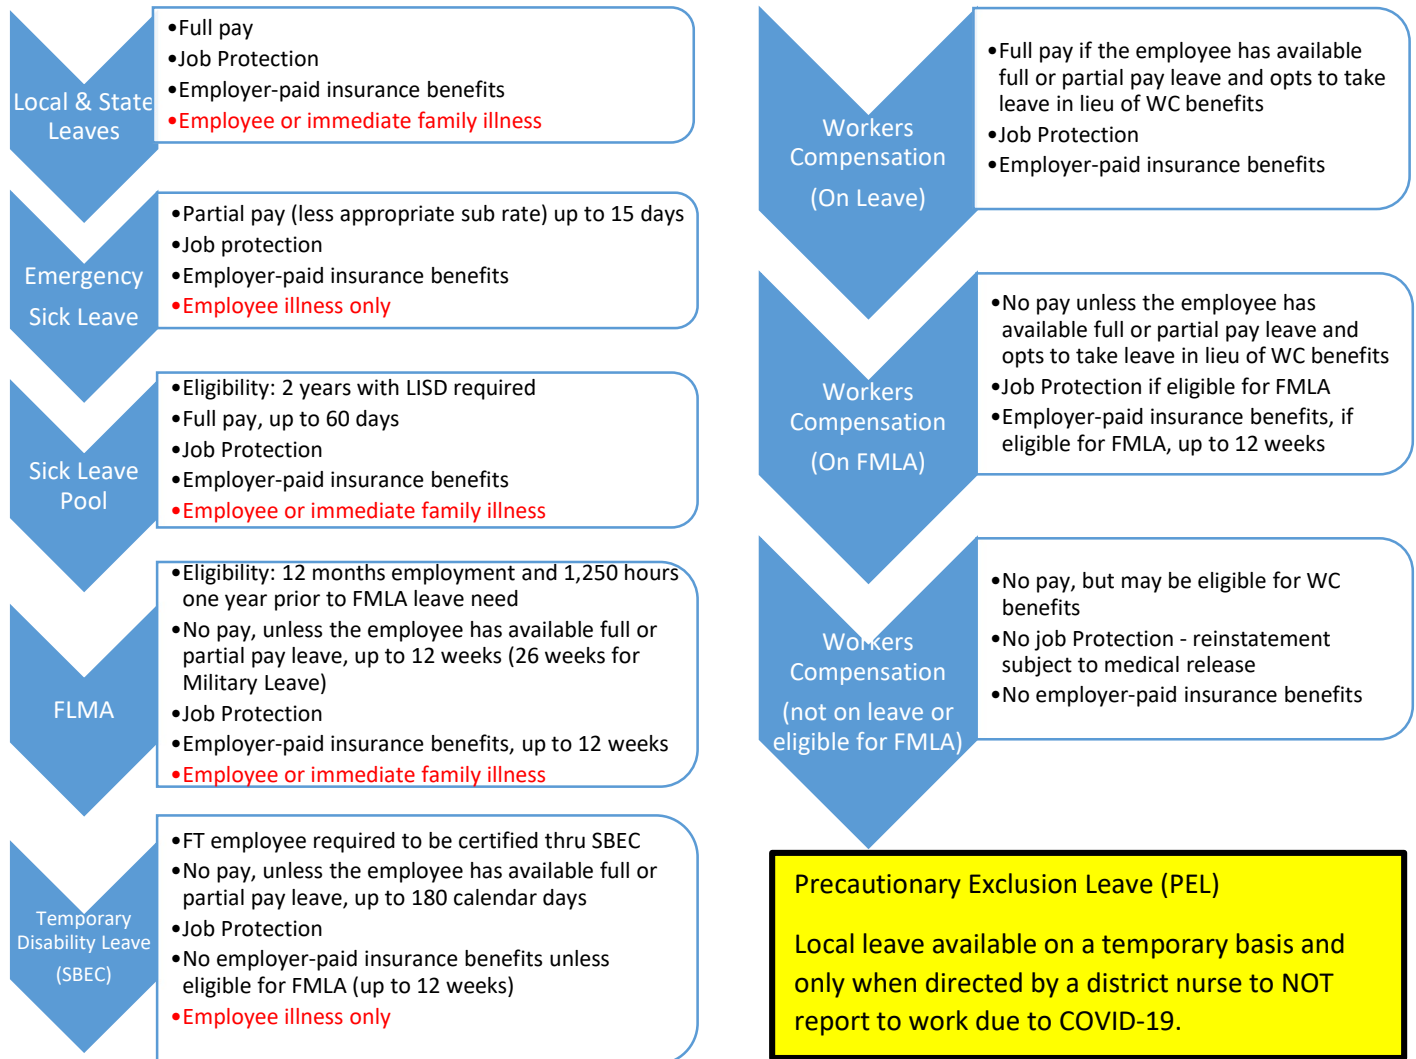 Local & State
Leaves
•Full pay
•Job Protection
•Employer-paid insurance benefits
•Employee or immediate family illness
Emergency
Sick Leave
•Partial pay (less appropriate sub rate) up to 15 days
•Job protection
•Employer-paid insurance benefits
•Employee illness only
Sick Leave
Pool
•Eligibility: 2 years with LISD required
•Full pay, up to 60 days
•Job Protection
•Employer-paid insurance benefits
•Employee or immediate family illness
FLMA
•Eligibility: 12 months employment and 1,250 hours
one year prior to FMLA leave need
•No pay, unless the employee has available full or
partial pay leave, up to 12 weeks (26 weeks for
Military Leave)
•Job Protection
•Employer-paid insurance benefits, up to 12 weeks
•Employee or immediate family illness
Temporary
Disability Leave
(SBEC)
•FT employee required to be certified thru SBEC
•No pay, unless the employee has available full or
partial pay leave, up to 180 calendar days
•Job Protection
•No employer-paid insurance benefits unless
eligible for FMLA (up to 12 weeks)
•Employee illness only
Workers
Compensation
(On Leave)
•Full pay if the employee has available
full or partial pay leave and opts to take
leave in lieu of WC benefits
•Job Protection
•Employer-paid insurance benefits
Workers
Compensation
(On FMLA)
•No pay unless the employee has
available full or partial pay leave and
opts to take leave in lieu of WC benefits
•Job Protection if eligible for FMLA
•Employer-paid insurance benefits, if
eligible for FMLA, up to 12 weeks
Workers
Compensation
(not on leave or
eligible for FMLA)
•No pay, but may be eligible for WC
benefits
•No job Protection - reinstatement
subject to medical release
•No employer-paid insurance benefits
Precautionary Exclusion Leave (PEL)
Local leave available on a temporary basis and
only when directed by a district nurse to NOT
report to work due to COVID-19.